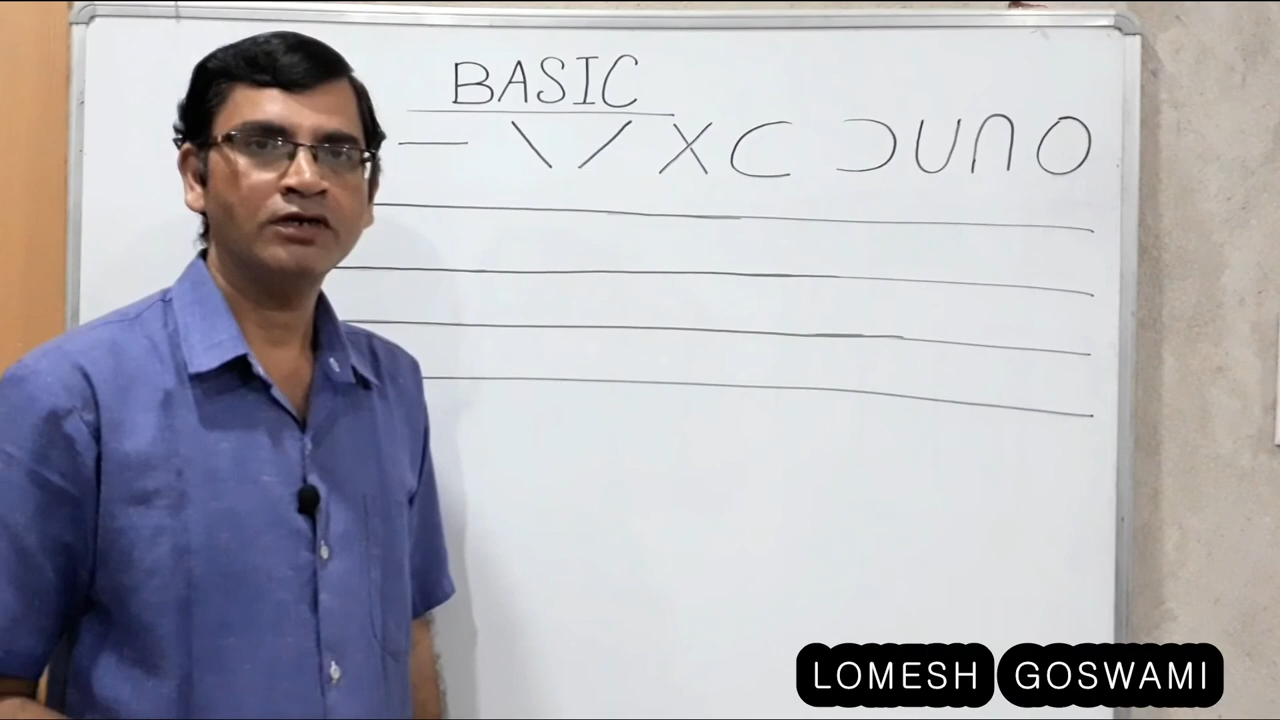 BASIC
— \ / X ⊂ ⊃ U ∩ O
LOMESH GOSWAMI